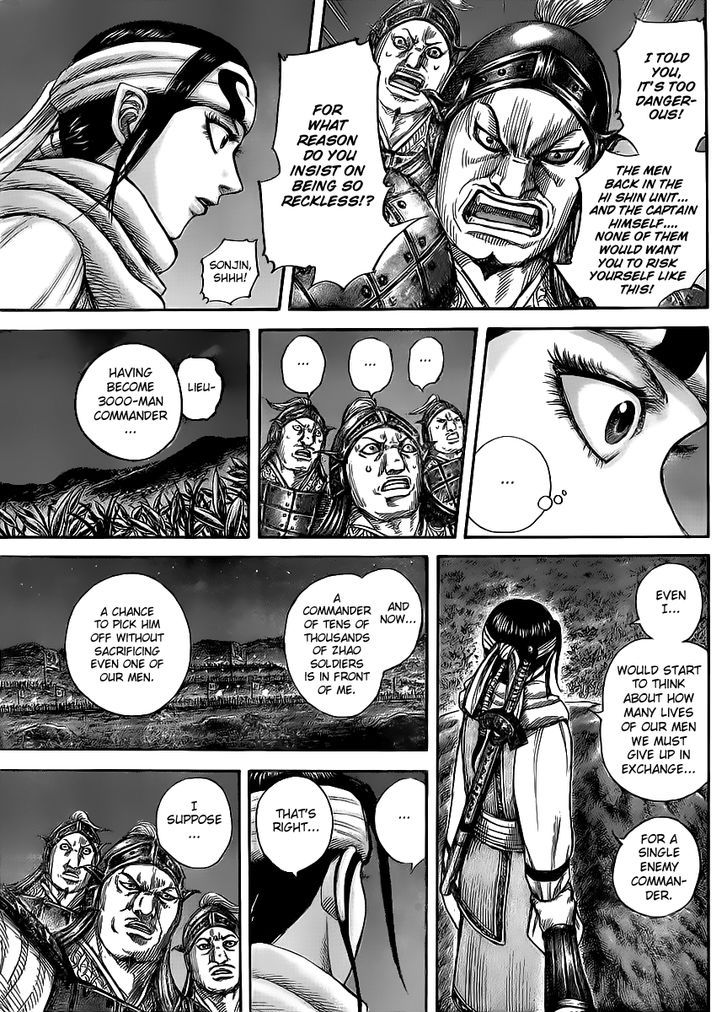 I TOLD
YOU,
IT'S TOO
DANGER-
OUS!
THE MEN
BACK IN THE
HI SHIN UNIT...
AND THE CAPTAIN
HIMSELF....
NONE OF THEM
WOULD WANT
YOU TO RISK
YOURSELF LIKE
THIS!
FOR
WHAT
REASON
DO YOU
INSIST ON
BEING SO
RECKLESS!?
SONJIN,
SHH!
...
...
...
...
LIEU-
HAVING
BECOME
3000-MAN
COMMANDER
...
EVEN
I...
WOULD START
TO THINK
ABOUT HOW
MANY LIVES
OF OUR MEN
WE MUST
GIVE UP IN
EXCHANGE...
FOR A
SINGLE
ENEMY
COMMAN-
DER.
AND
NOW...
A
COMMANDER
OF TENS OF
THOUSANDS
OF ZHAO
SOLDIERS
IS IN FRONT
OF ME.
A CHANCE
TO PICK HIM
OFF WITHOUT
SACRIFICING
EVEN ONE OF
OUR MEN.
...
THAT'S
RIGHT...
I
SUPPOSE
...